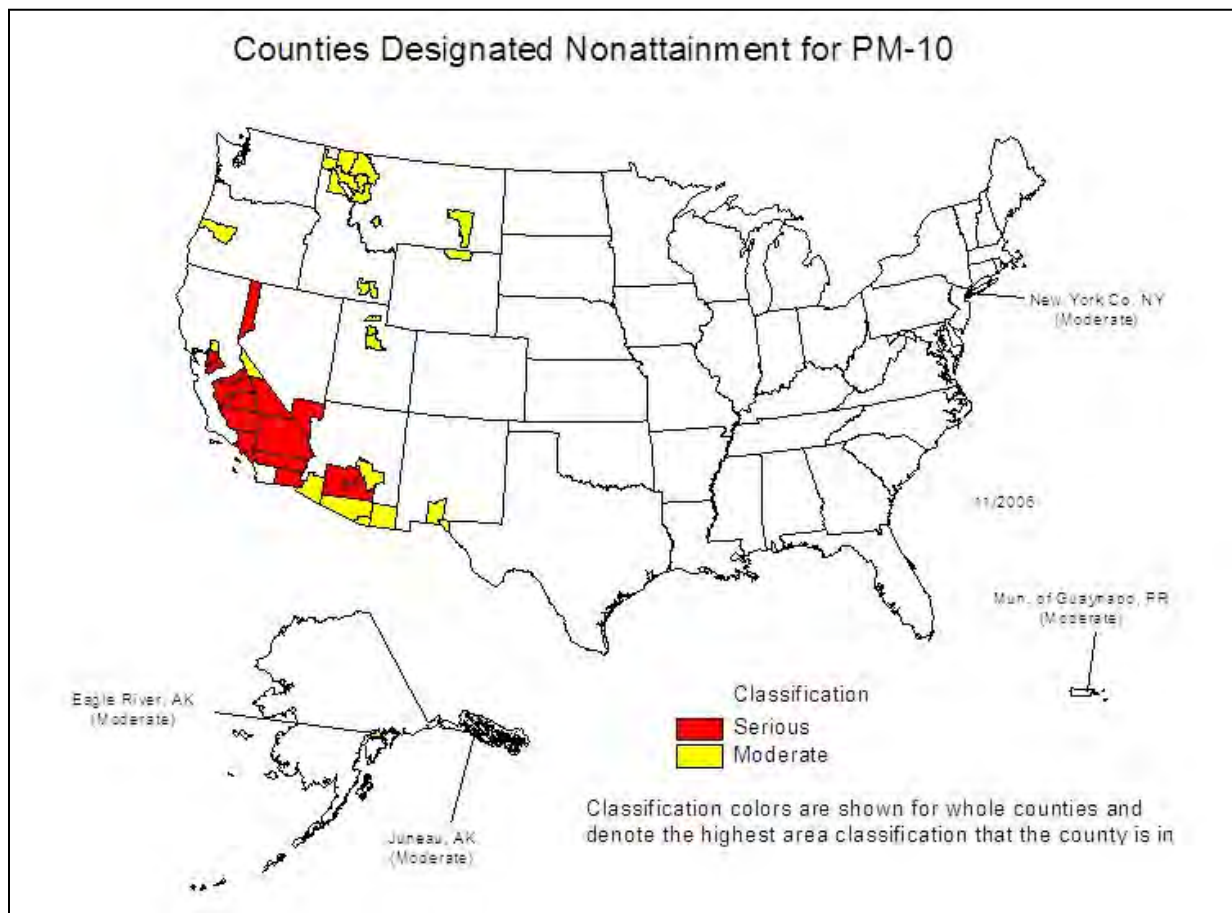 Counties Designated Nonattainment for PM-10
New York Co, NY
(Moderate)
11/2006
Mun. of Guaynabo, PR
(Moderate)
Eagle River, AK
(Moderate)
Juneau, AK
(Moderate)
Classification
Serious
Moderate
Classification colors are shown for whole counties and
denote the highest area classification that the county is in